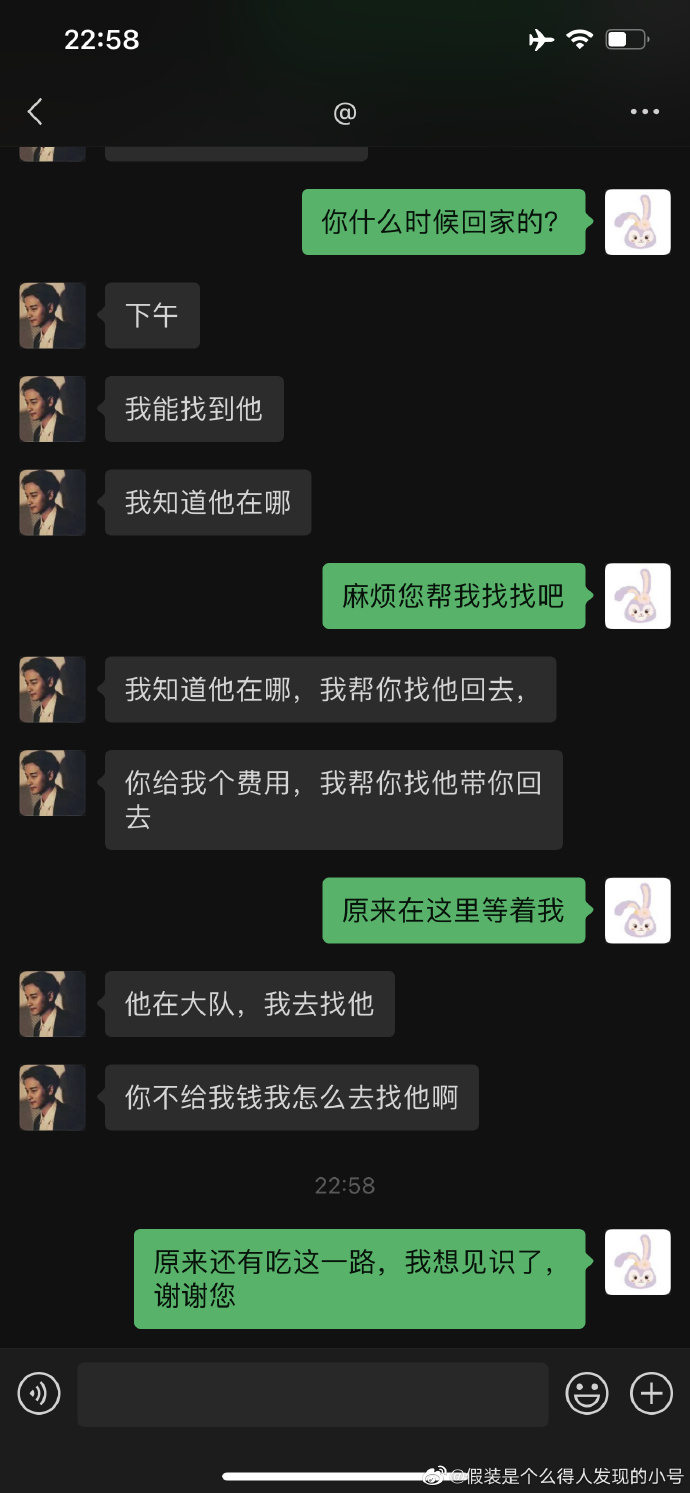 22:58
@
你什么时候回家的？
下午
我能找到他
我知道他在哪
麻烦您帮我找找吧
我知道他在哪，我帮你找他回去，
你给我个费用，我帮你找他带你回
去
原来在这里等着我
他在大队，我去找他
你不给我钱我怎么去找他啊
22:58
原来还有吃这一路，我想见识了，
谢谢您
@假装是个么得人发现的小号